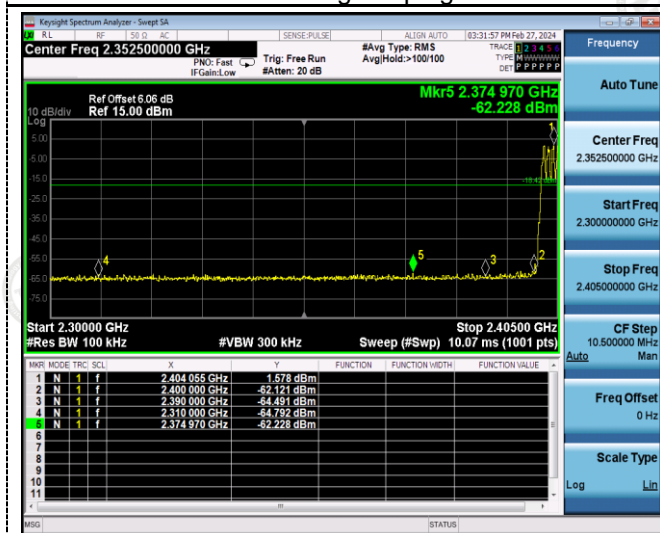 Keysight Spectrum Analyzer - Swept SA
RL RF 50 Ω AC SENSE:PULSE ALIGN AUTO 03:31:57 PM Feb 27, 2024
Center Freq 2.352500000 GHz
PNO: Fast
IFGain:Low
Trig: Free Run
#Atten: 20 dB
#Avg Type: RMS
Avg|Hold:>100/100
TRACE 1 2 3 4 5 6
TYPE M W W W W W
DET P P P P P P
Ref Offset 6.06 dB
Ref 15.00 dBm
10 dB/div
Log
Mkr5 2.374 970 GHz
-62.228 dBm
5.00
-5.00
-15.0
-25.0
-35.0
-45.0
-55.0
-65.0
-75.0
1
2
3
4
5
Start 2.30000 GHz
Stop 2.40500 GHz
#Res BW 100 kHz #VBW 300 kHz Sweep (#Swp) 10.07 ms (1001 pts)
MKR MODE TRC SCL X Y FUNCTION FUNCTION WIDTH FUNCTION VALUE
1 N 1 f 2.404 055 GHz 1.578 dBm
2 N 1 f 2.400 000 GHz -62.121 dBm
3 N 1 f 2.390 000 GHz -64.491 dBm
4 N 1 f 2.310 000 GHz -64.792 dBm
5 N 1 f 2.374 970 GHz -62.228 dBm
6
7
8
9
10
11
MSG STATUS
Frequency
Auto Tune
Center Freq
2.352500000 GHz
Start Freq
2.300000000 GHz
Stop Freq
2.405000000 GHz
CF Step
10.500000 MHz
Auto Man
Freq Offset
0 Hz
Scale Type
Log Lin